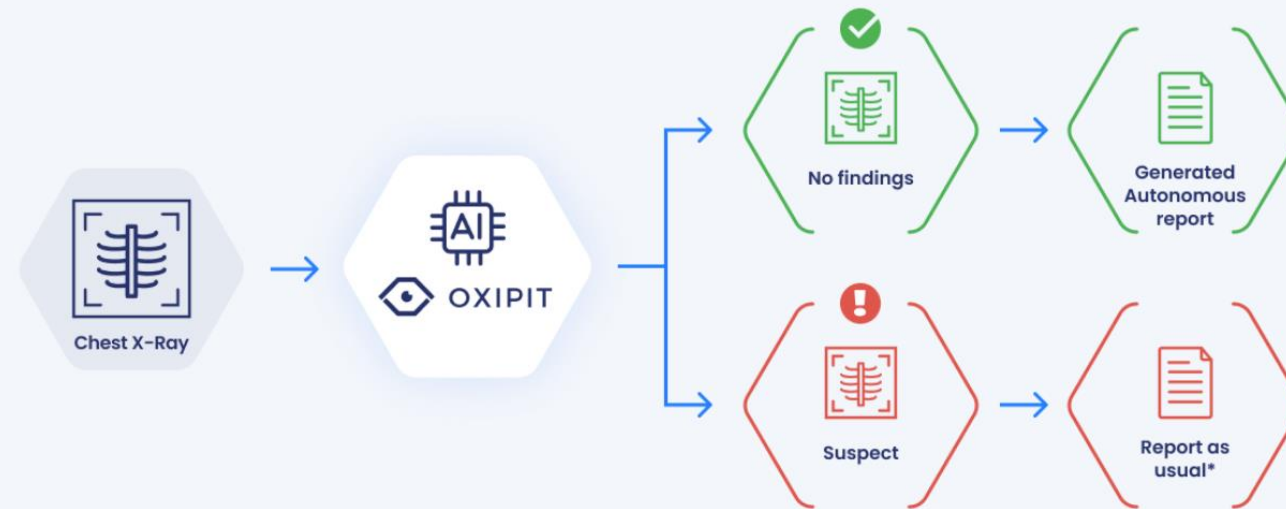 Chest X-Ray
AI
OXIPIT
No findings
Generated
Autonomous
report
Suspect
Report as
usual*